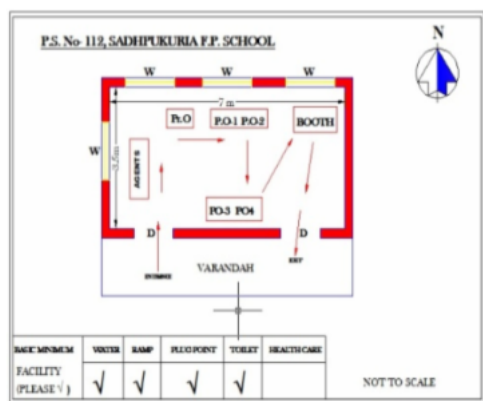 P.S. No- 112, SADHPUKURIA F.P. SCHOOL
N
W W W
7 m
Pr.O P.O-1 P.O-2 BOOTH
W
AGENTS
PO-3 PO4
D D
EXIT
VARANDAH
BASIC MINIMUM WATER RAMP PLUG POINT TOILET HEALTH CARE
FACILITY
(PLEASE √ ) √ √ √ √
NOT TO SCALE